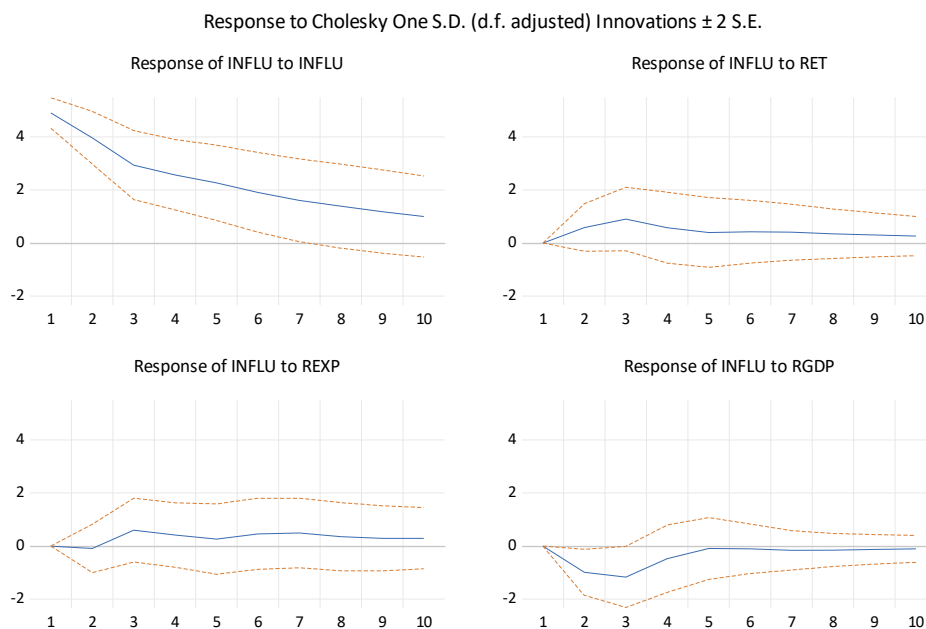 Response to Cholesky One S.D. (d.f. adjusted) Innovations ± 2 S.E.
Response of INFLU to INFLU
4
2
0
-2
1 2 3 4 5 6 7 8 9 10
Response of INFLU to RET
4
2
0
-2
1 2 3 4 5 6 7 8 9 10
Response of INFLU to REXP
4
2
0
-2
1 2 3 4 5 6 7 8 9 10
Response of INFLU to RGDP
4
2
0
-2
1 2 3 4 5 6 7 8 9 10